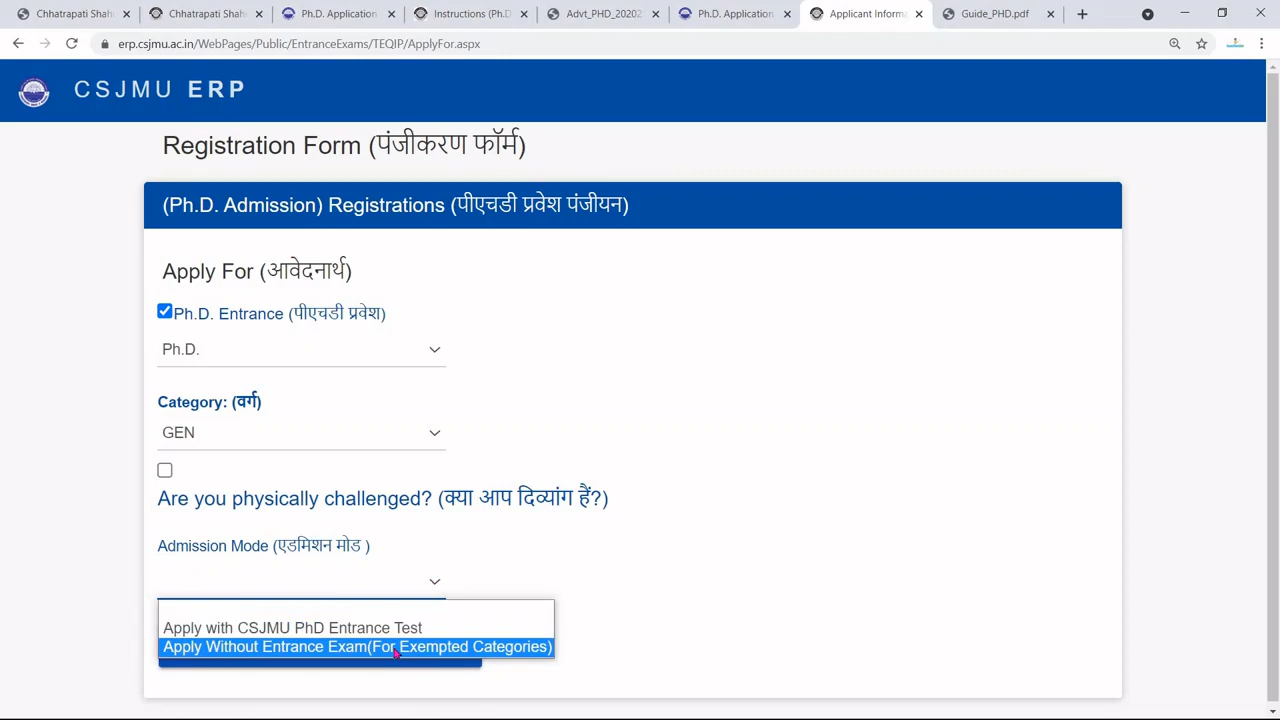 Chhatrapati Shah
Chhatrapati Shah
Ph.D. Application
Instructions (Ph.D.
Advt_PHD_20202
Ph.D. Application
Applicant Informa
Guide_PHD.pdf
erp.csjmu.ac.in/WebPages/Public/EntranceExams/TEQIP/ApplyFor.aspx
CSJMU ERP
Registration Form (पंजीकरण फॉर्म)
(Ph.D. Admission) Registrations (पीएचडी प्रवेश पंजीयन)
Apply For (आवेदनार्थ)
Ph.D. Entrance (पीएचडी प्रवेश)
Ph.D.
Category: (वर्ग)
GEN
Are you physically challenged? (क्या आप दिव्यांग हैं?)
Admission Mode (एडमिशन मोड )
Apply with CSJMU PhD Entrance Test
Apply Without Entrance Exam(For Exempted Categories)